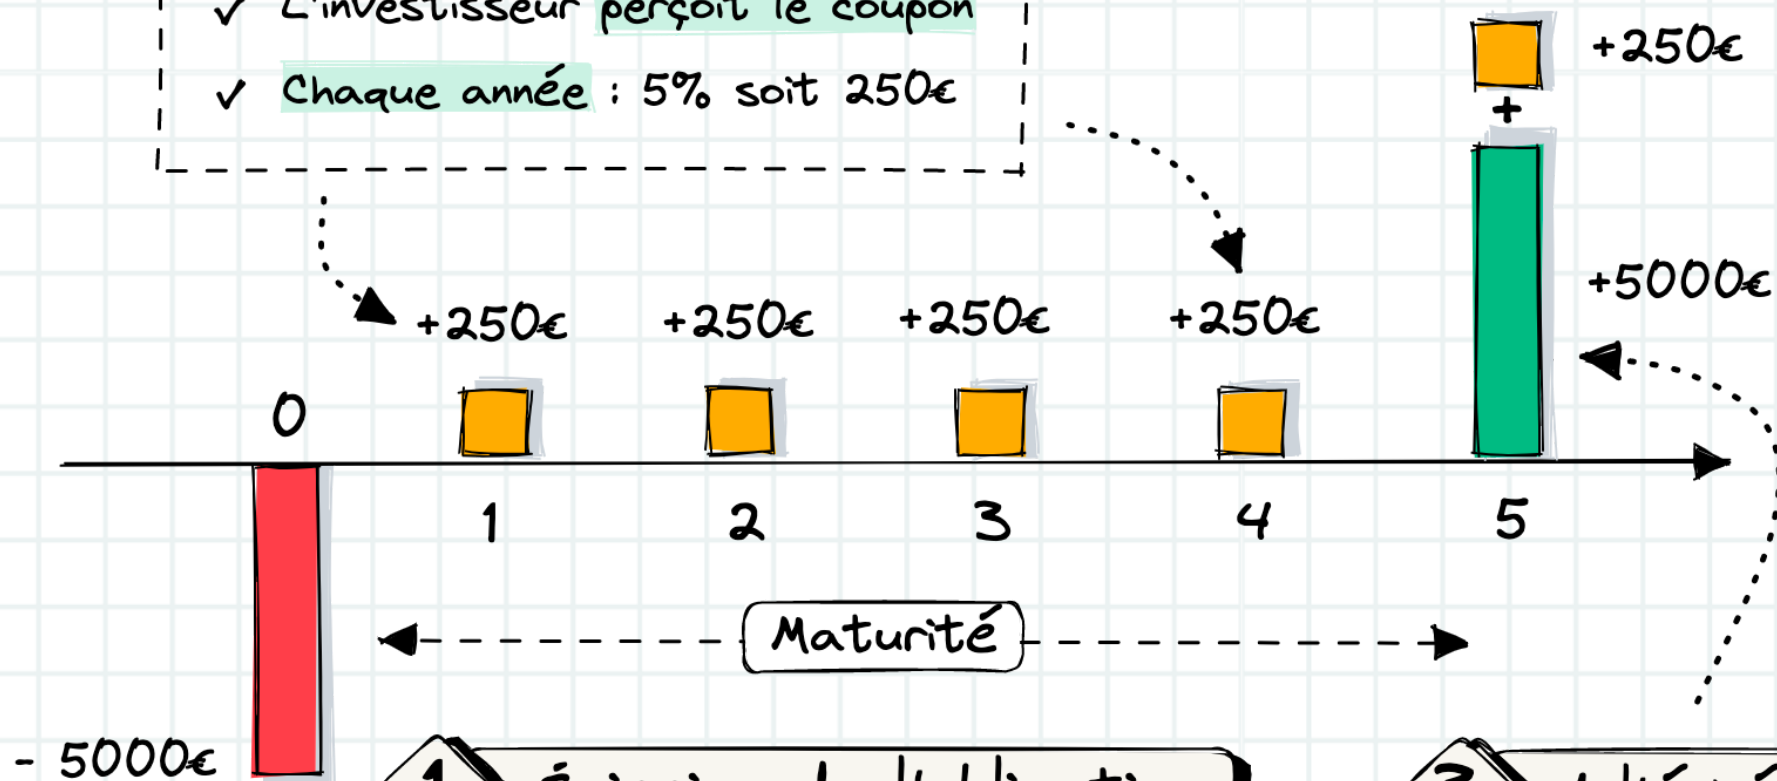 ✓ L'investisseur perçoit le coupon
✓ Chaque année : 5% soit 250€
+250€
+
+5000€
+250€ +250€ +250€ +250€
0
1 2 3 4 5
Maturité
- 5000€